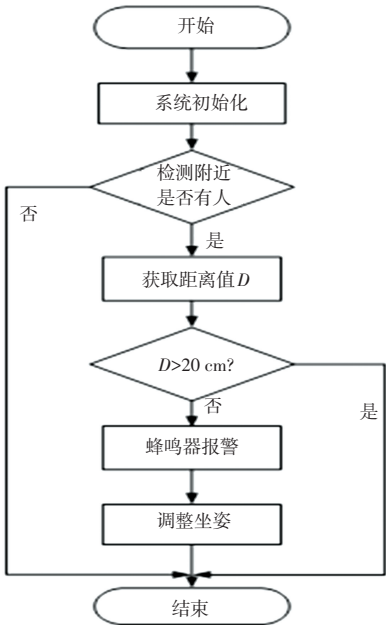 开始
系统初始化
检测附近
是否有人
否
是
获取距离值D
D>20 cm?
否
是
蜂鸣器报警
调整坐姿
结束